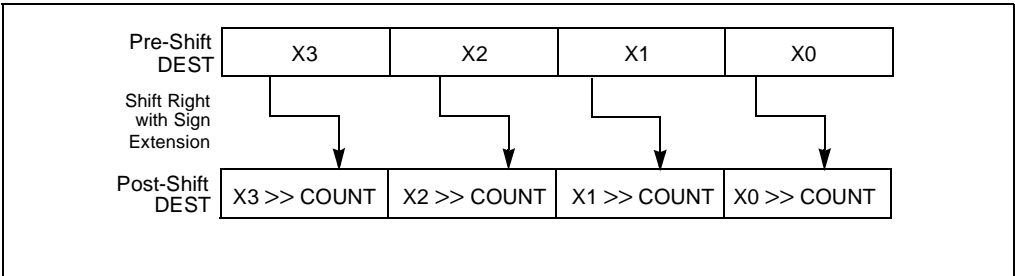 Pre-Shift
DEST
X3 X2 X1 X0
Shift Right
with Sign
Extension
Post-Shift
DEST
X3 >> COUNT X2 >> COUNT X1 >> COUNT X0 >> COUNT